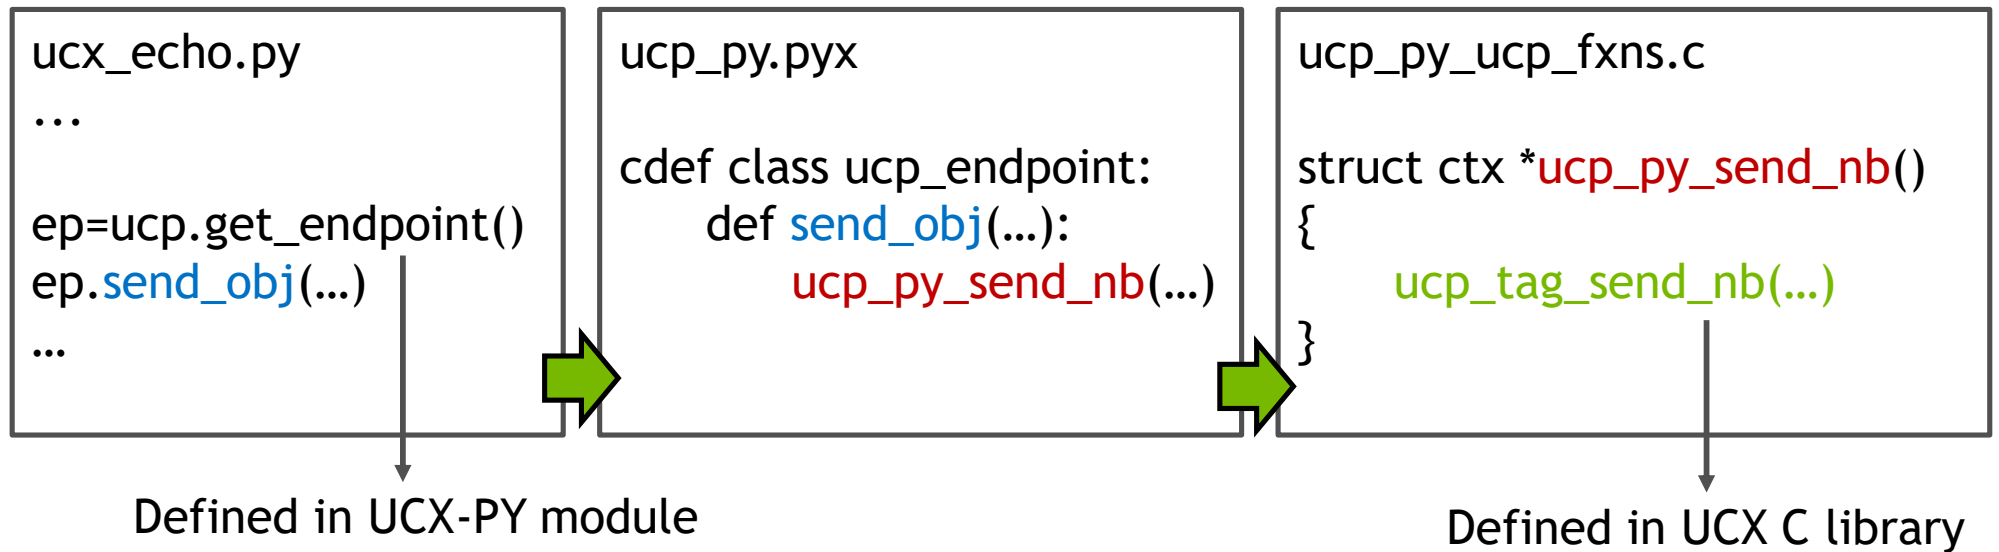 ucx_echo.py
...
ep=ucp.get_endpoint()
ep.send_obj(…)
…
ucp_py.pyx
cdef class ucp_endpoint:
def send_obj(…):
ucp_py_send_nb(…)
ucp_py_ucp_fxns.c
struct ctx *ucp_py_send_nb()
{
ucp_tag_send_nb(…)
}
Defined in UCX-PY module
Defined in UCX C library